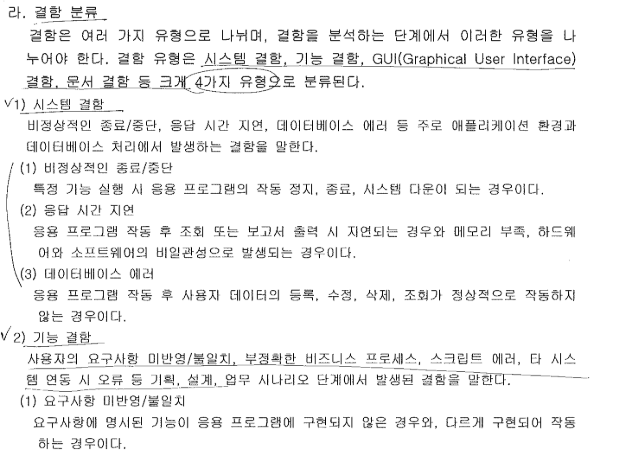 라. 결함 분류
결함은 여러 가지 유형으로 나뉘며, 결함을 분석하는 단계에서 이러한 유형을 나
누어야 한다. 결함 유형은 시스템 결함, 기능 결함, GUI(Graphical User Interface)
결함, 문서 결함 등 크게 4가지 유형으로 분류된다.
√1) 시스템 결함
비정상적인 종료/중단, 응답 시간 지연, 데이터베이스 에러 등 주로 애플리케이션 환경과
데이터베이스 처리에서 발생하는 결함을 말한다.
(1) 비정상적인 종료/중단
특정 기능 실행 시 응용 프로그램의 작동 정지, 종료, 시스템 다운이 되는 경우이다.
(2) 응답 시간 지연
응용 프로그램 작동 후 조회 또는 보고서 출력 시 지연되는 경우와 메모리 부족, 하드웨
어와 소프트웨어의 비일관성으로 발생되는 경우이다.
(3) 데이터베이스 에러
응용 프로그램 작동 후 사용자 데이터의 등록, 수정, 삭제, 조회가 정상적으로 작동하지
않는 경우이다.
√2) 기능 결함
사용자의 요구사항 미반영/불일치, 부정확한 비즈니스 프로세스, 스크립트 에러, 타 시스
템 연동 시 오류 등 기획, 설계, 업무 시나리오 단계에서 발생된 결함을 말한다.
(1) 요구사항 미반영/불일치
요구사항에 명시된 기능이 응용 프로그램에 구현되지 않은 경우와, 다르게 구현되어 작동
하는 경우이다.